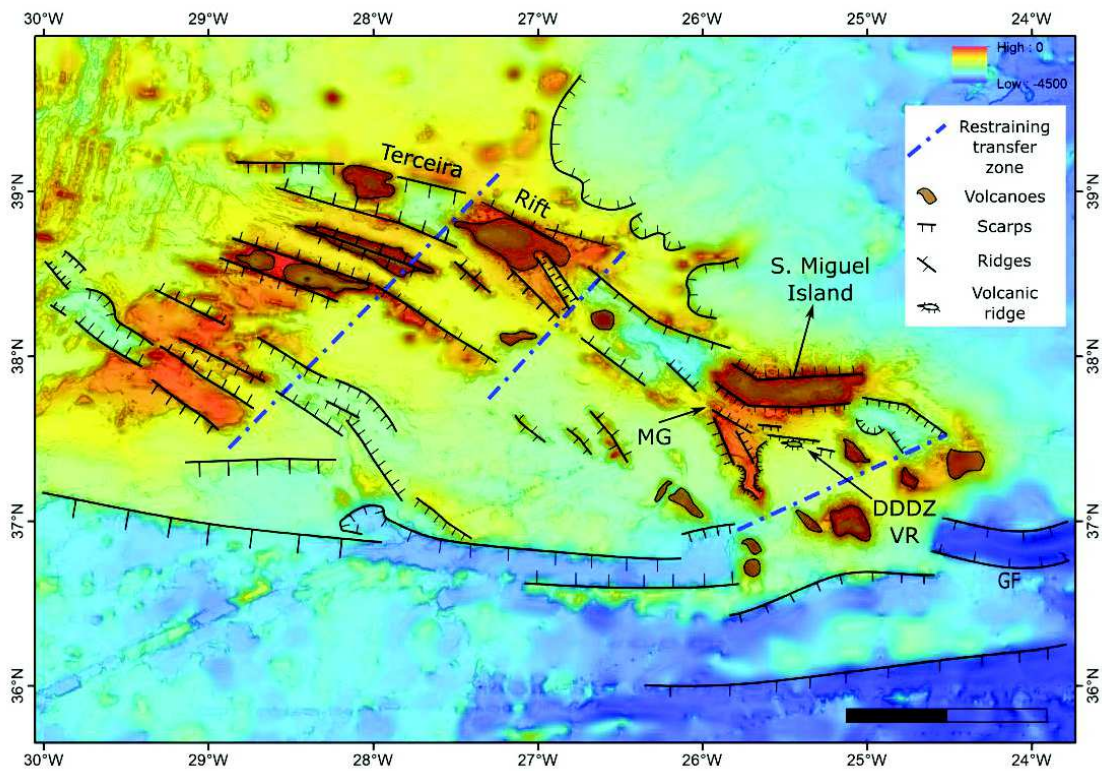 30°W 29°W 28°W 27°W 26°W 25°W 24°W
High : 0
Low : -4500
Restraining
transfer
zone
Volcanoes
Scarps
Ridges
Volcanic
ridge
39°N 39°N
Terceira
Rift
S. Miguel
Island
38°N 38°N
MG
DDDZ
VR
37°N 37°N
GF
36°N 36°N
30°W 29°W 28°W 27°W 26°W 25°W 24°W